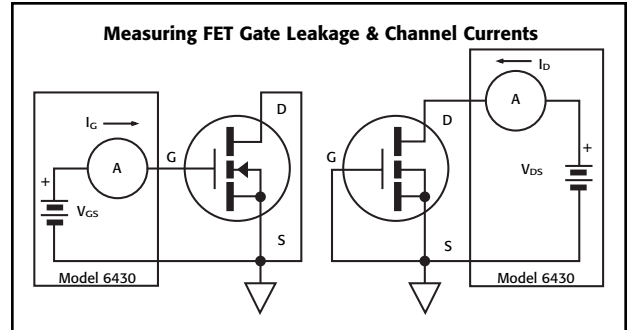 Measuring FET Gate Leakage & Channel Currents
IG
A
G
D
S
+
VGS
Model 6430
ID
A
D
G
S
+
VDS
Model 6430